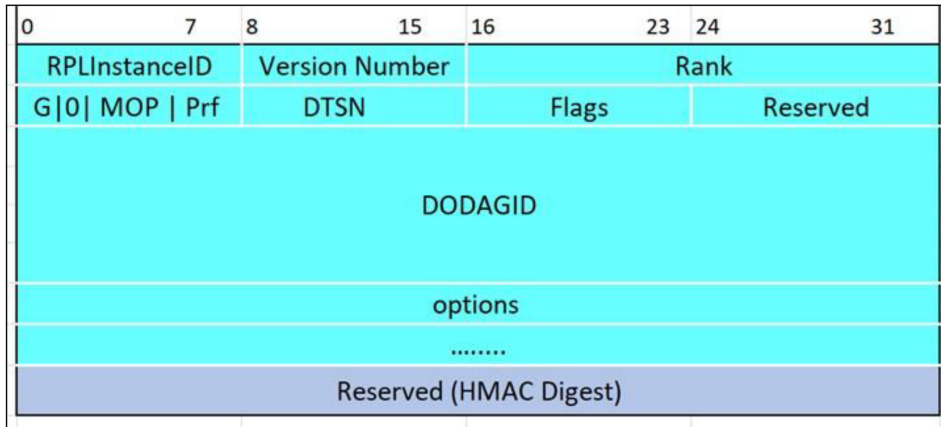 0 7 8 15 16 23 24 31
RPLInstanceID Version Number Rank
G|0| MOP | Prf DTSN Flags Reserved
DODAGID
options
........
Reserved (HMAC Digest)